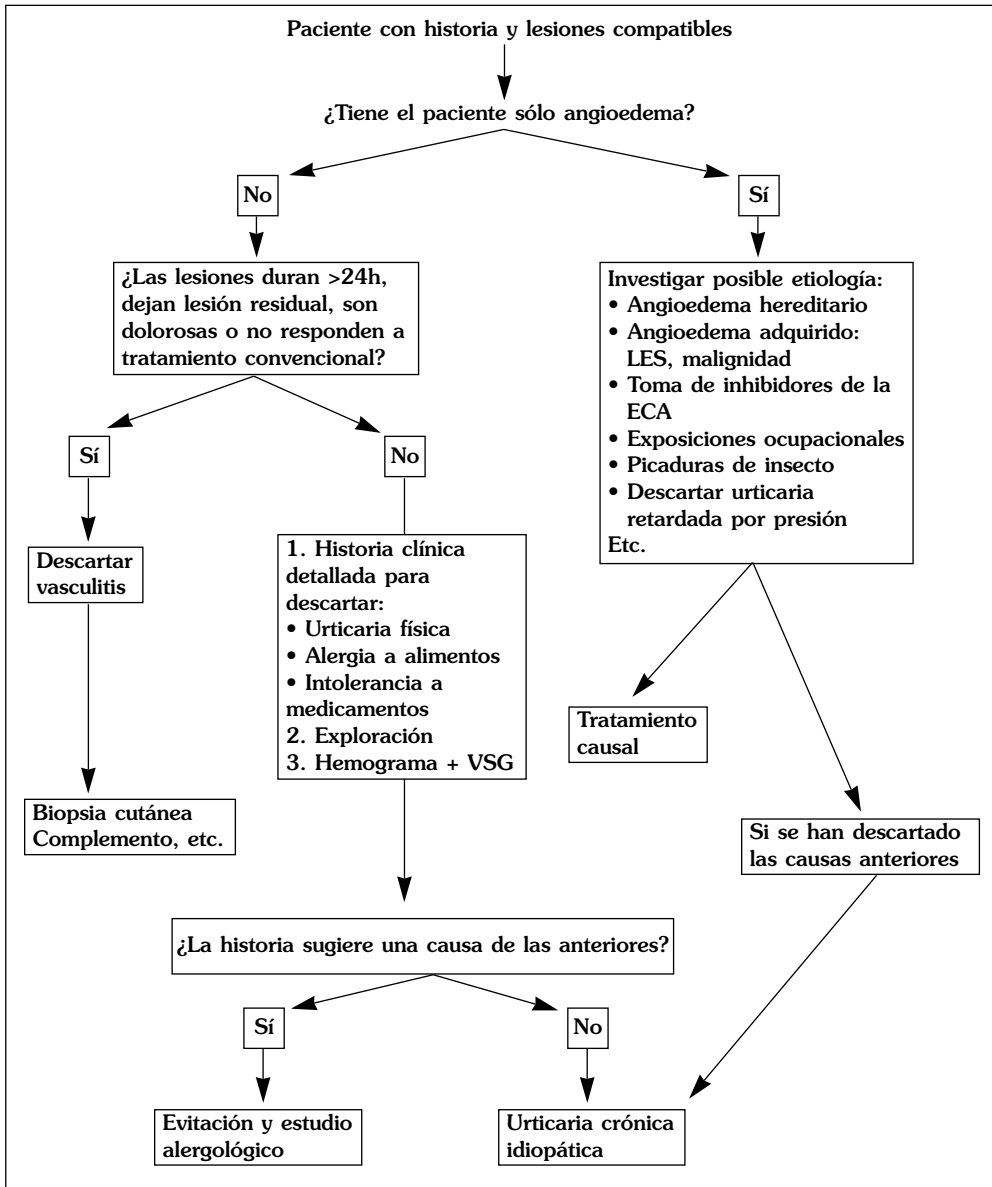 Paciente con historia y lesiones compatibles
¿Tiene el paciente sólo angioedema?
No
Sí
¿Las lesiones duran >24h,
dejan lesión residual, son
dolorosas o no responden a
tratamiento convencional?
Investigar posible etiología:
• Angioedema hereditario
• Angioedema adquirido:
LES, malignidad
• Toma de inhibidores de la
ECA
• Exposiciones ocupacionales
• Picaduras de insecto
• Descartar urticaria
retardada por presión
Etc.
Sí
No
Descartar
vasculitis
1. Historia clínica
detallada para
descartar:
• Urticaria física
• Alergia a alimentos
• Intolerancia a
medicamentos
2. Exploración
3. Hemograma + VSG
Tratamiento
causal
Biopsia cutánea
Complemento, etc.
Si se han descartado
las causas anteriores
¿La historia sugiere una causa de las anteriores?
Sí
No
Evitación y estudio
alergológico
Urticaria crónica
idiopática